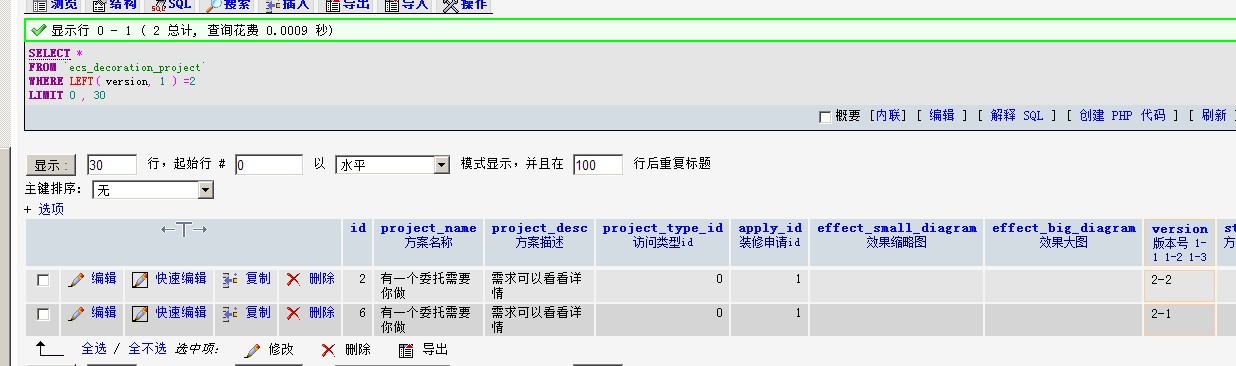 浏览 结构 SQL 搜索 插入 导出 导入 操作
显示行 0 - 1 ( 2 总计, 查询花费 0.0009 秒)
SELECT *
FROM `ecs_decoration_project`
WHERE LEFT( version, 1 ) =2
LIMIT 0 , 30
概要 [内联] [ 编辑 ] [ 解释 SQL ] [ 创建 PHP 代码 ] [ 刷新
显示 : 30 行, 起始行 # 0 以 水平 模式显示, 并且在 100 行后重复标题
主键排序: 无
+ 选项
←T→ id project_name project_desc project_type_id apply_id effect_small_diagram effect_big_diagram version st
方案名称 方案描述 访问类型id 装修申请id 效果缩略图 效果大图 版本号 1-
1 1-2 1-3
编辑 快速编辑 复制 删除 2 有一个委托需要 需求可以看看详 0 1 2-2
你做 情
编辑 快速编辑 复制 删除 6 有一个委托需要 需求可以看看详 0 1 2-1
你做 情
全选 / 全不选 选中项: 修改 删除 导出